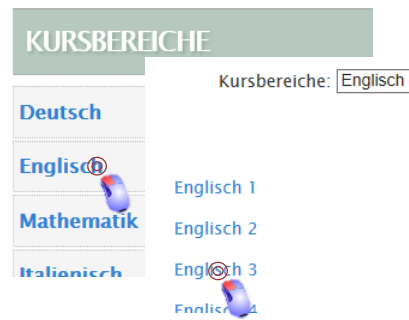 KURSBEREICHE
Deutsch
Englisch
Mathematik
Italienisch
Kursbereiche: Englisch
Englisch 1
Englisch 2
Englisch 3
Englisch 4